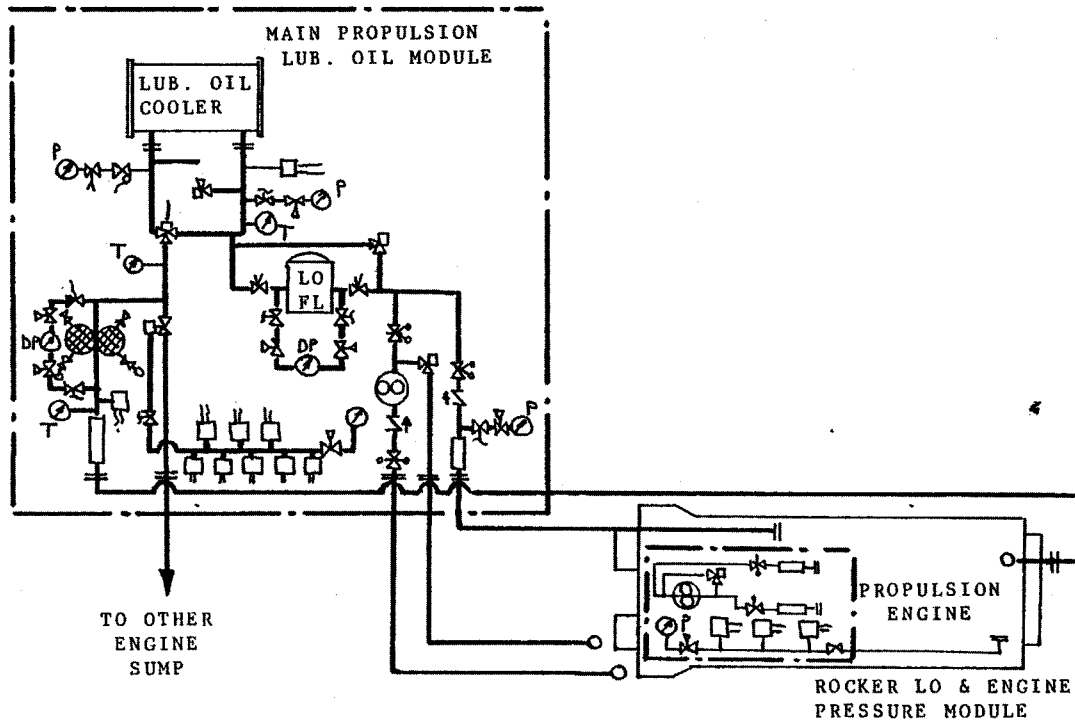 MAIN PROPULSION
LUB. OIL MODULE
LUB. OIL
COOLER
P
P
T
T
LO
FL
DP
DP
T
P
TO OTHER
ENGINE
SUMP
P
PROPULSION
ENGINE
ROCKER LO & ENGINE
PRESSURE MODULE